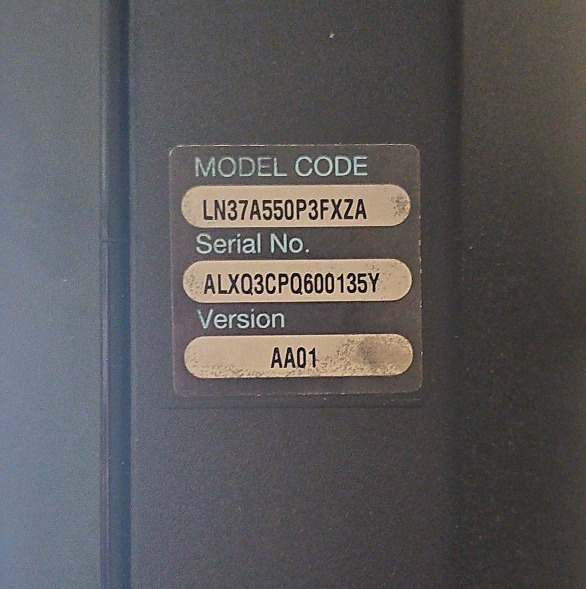 MODEL CODE
LN37A550P3FXZA
Serial No.
ALXQ3CPQ600135Y
Version
AA01